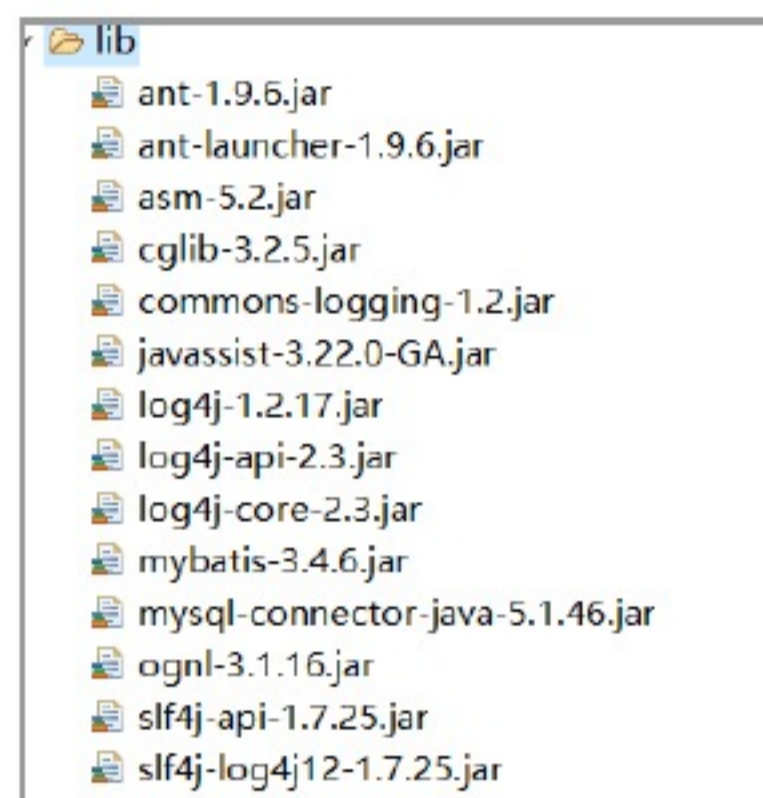 lib
ant-1.9.6.jar
ant-launcher-1.9.6.jar
asm-5.2.jar
cglib-3.2.5.jar
commons-logging-1.2.jar
javassist-3.22.0-GA.jar
log4j-1.2.17.jar
log4j-api-2.3.jar
log4j-core-2.3.jar
mybatis-3.4.6.jar
mysql-connector-java-5.1.46.jar
ognl-3.1.16.jar
slf4j-api-1.7.25.jar
slf4j-log4j12-1.7.25.jar